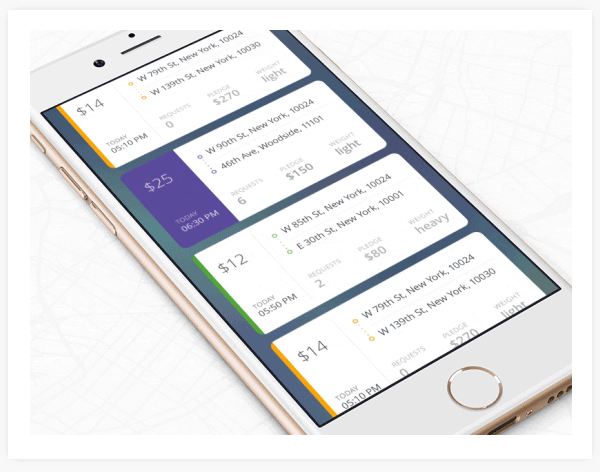 $14
TODAY
05:10 PM
W 79th St, New York, 10024
W 139th St, New York, 10030
REQUESTS
0
PLEDGE
$270
WEIGHT
light
$25
TODAY
06:30 PM
W 90th St, New York, 10024
46th Ave, Woodside, 11101
REQUESTS
6
PLEDGE
$150
WEIGHT
light
$12
TODAY
05:50 PM
W 85th St, New York, 10024
E 30th St, New York, 10001
REQUESTS
2
PLEDGE
$80
WEIGHT
heavy
$14
TODAY
05:10 PM
W 79th St, New York, 10024
W 139th St, New York, 10030
REQUESTS
0
PLEDGE
$270
WEIGHT
light